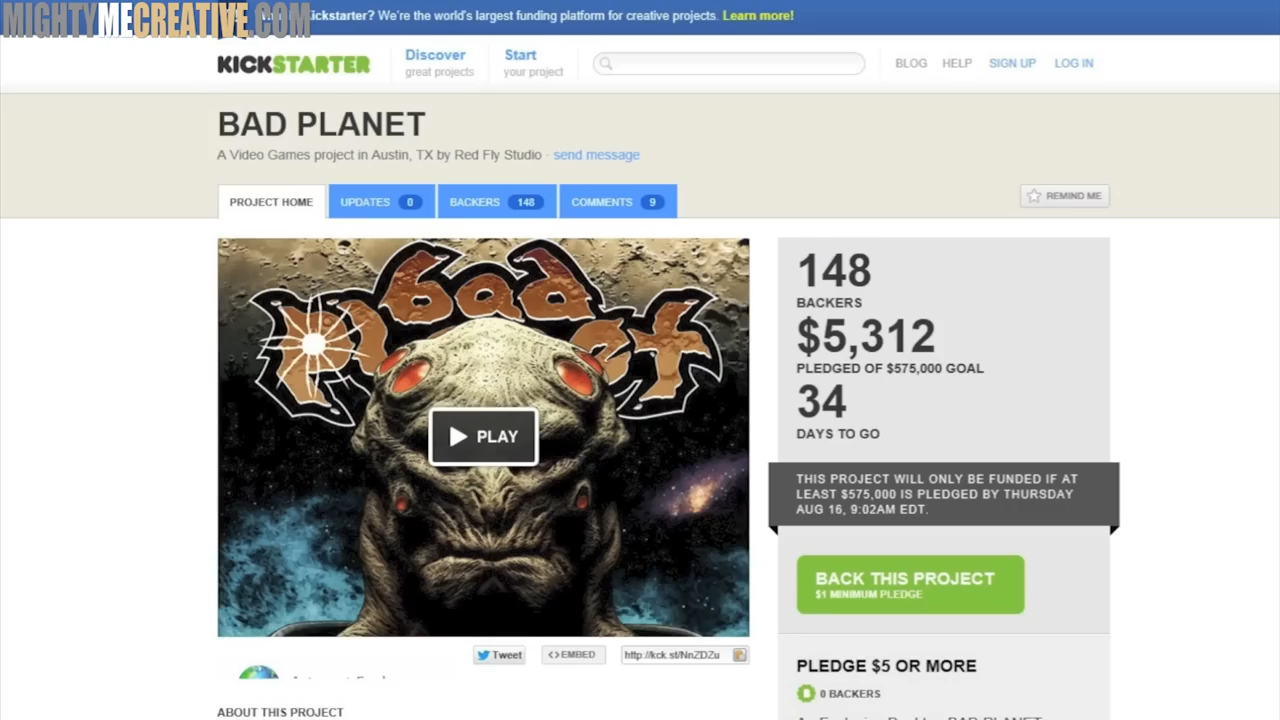 MIGHTYMECREATIVE.COM
Kickstarter? We're the world's largest funding platform for creative projects. Learn more!
KICKSTARTER
Discover
great projects
Start
your project
BLOG HELP SIGN UP LOG IN
BAD PLANET
A Video Games project in Austin, TX by Red Fly Studio · send message
PROJECT HOME UPDATES 0 BACKERS 148 COMMENTS 9
REMIND ME
bad
PLAY
148
BACKERS
$5,312
PLEDGED OF $575,000 GOAL
34
DAYS TO GO
THIS PROJECT WILL ONLY BE FUNDED IF AT
LEAST $575,000 IS PLEDGED BY THURSDAY
AUG 16, 9:02AM EDT.
BACK THIS PROJECT
$1 MINIMUM PLEDGE
Tweet <>EMBED http://kck.st/NnZDZu
PLEDGE $5 OR MORE
0 BACKERS
ABOUT THIS PROJECT